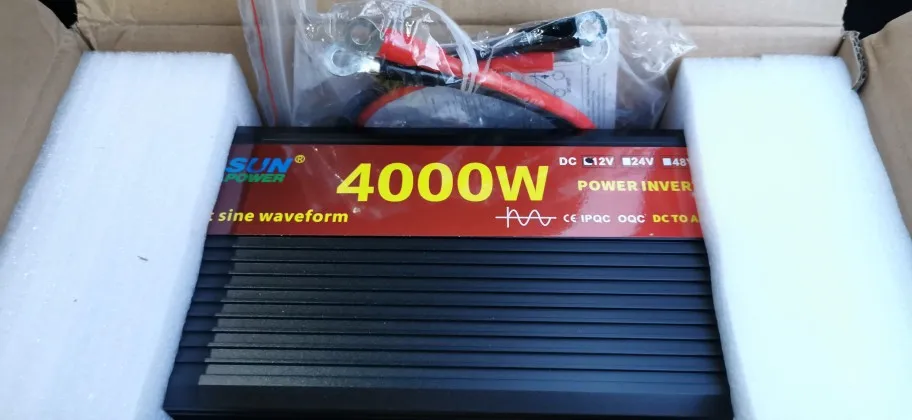 SUN®
POWER
4000W
DC 12V 24V 48V
POWER INVER
sine waveform
CE IPQC OQC DC TO A